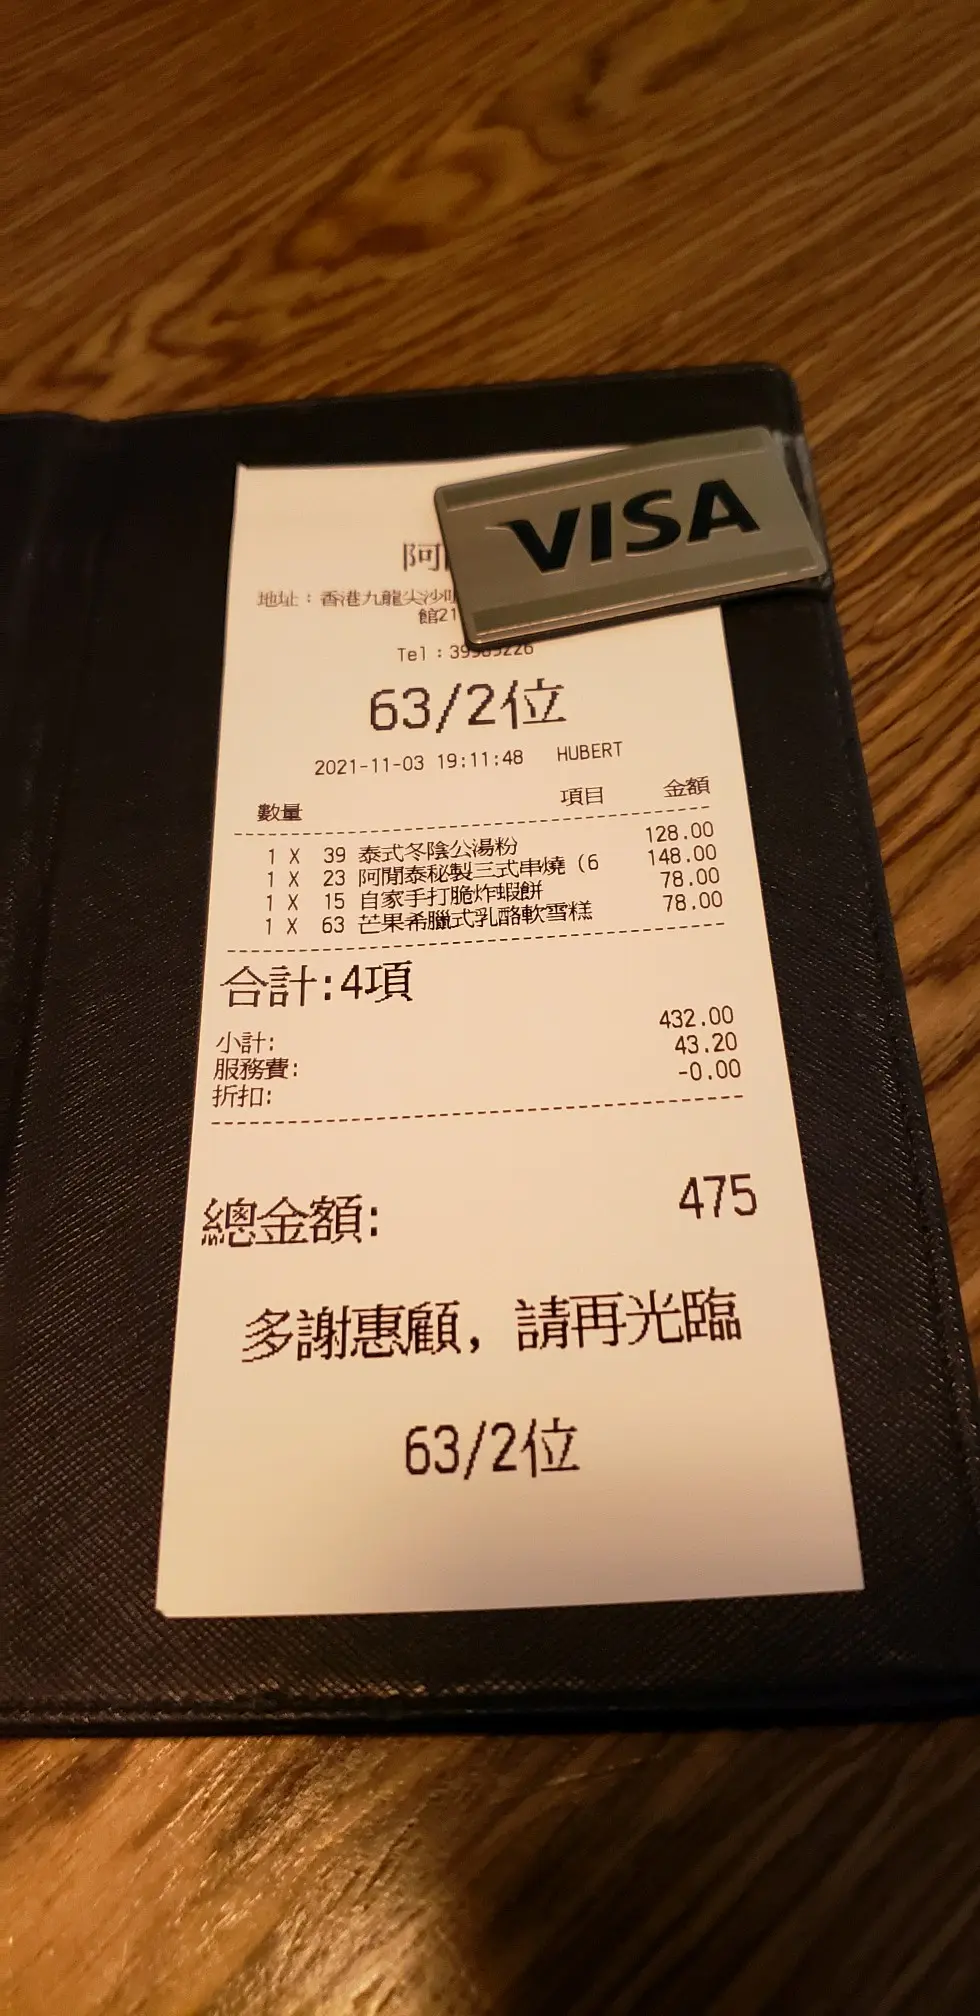 VISA
阿
地址：香港九龍尖沙
館21
Tel：39
63/2位
2021-11-03 19:11:48 HUBERT
數量 項目 金額
1 X 39 泰式冬陰公湯粉 128.00
1 X 23 阿閒泰秘製三式串燒（6 148.00
1 X 15 自家手打脆炸蝦餅 78.00
1 X 63 芒果希臘式乳酪軟雪糕 78.00
合計:4項
小計: 432.00
服務費: 43.20
折扣: -0.00
總金額: 475
多謝惠顧，請再光臨
63/2位